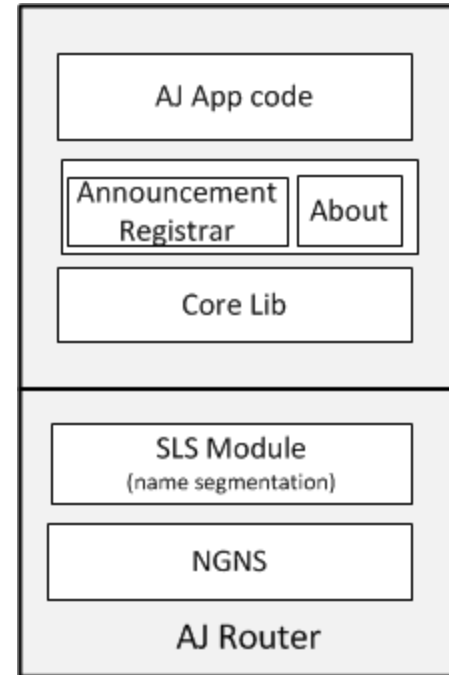 AJ App code
Announcement
Registrar
About
Core Lib
SLS Module
(name segmentation)
NGNS
AJ Router